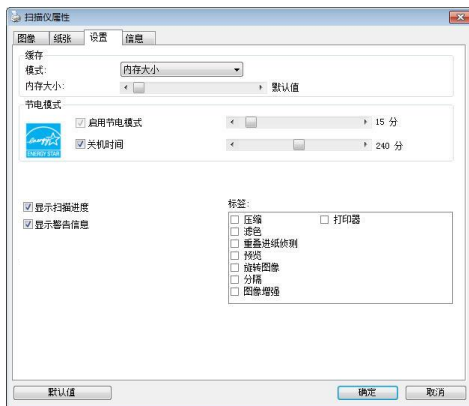 扫描仪属性
图像 纸张 设置 信息
缓存
模式: 内存大小
内存大小: 默认值
节电模式
启用节电模式 15 分
关机时间 240 分
ENERGY STAR
显示扫描进度
显示警告信息
标签:
压缩 打印器
滤色
重叠进纸侦测
预览
旋转图像
分隔
图像增强
默认值 确定 取消